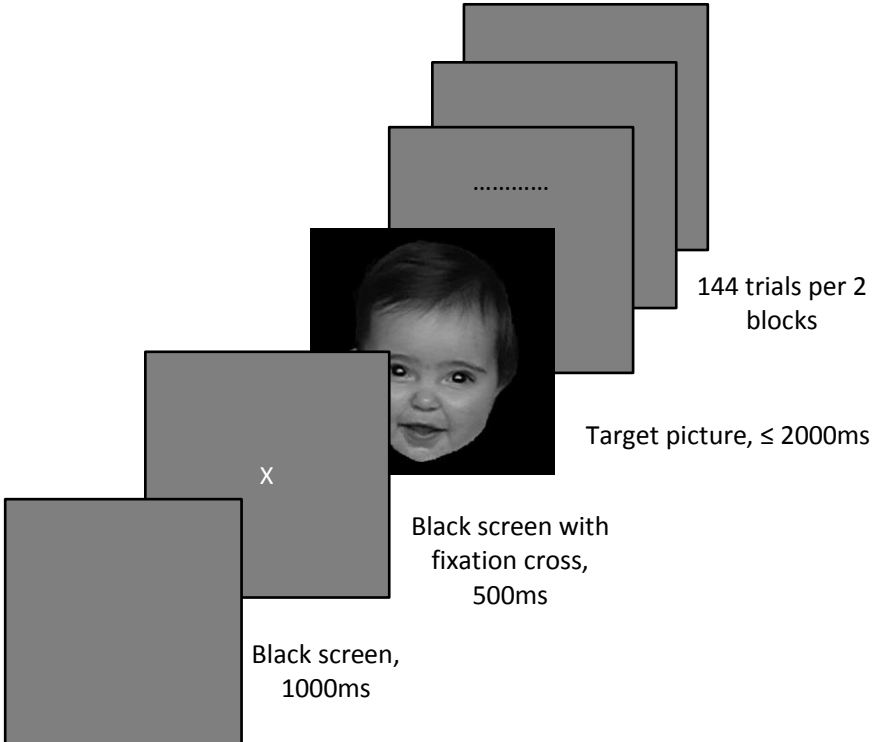 ............
144 trials per 2
blocks
Target picture, ≤ 2000ms
X
Black screen with
fixation cross,
500ms
Black screen,
1000ms